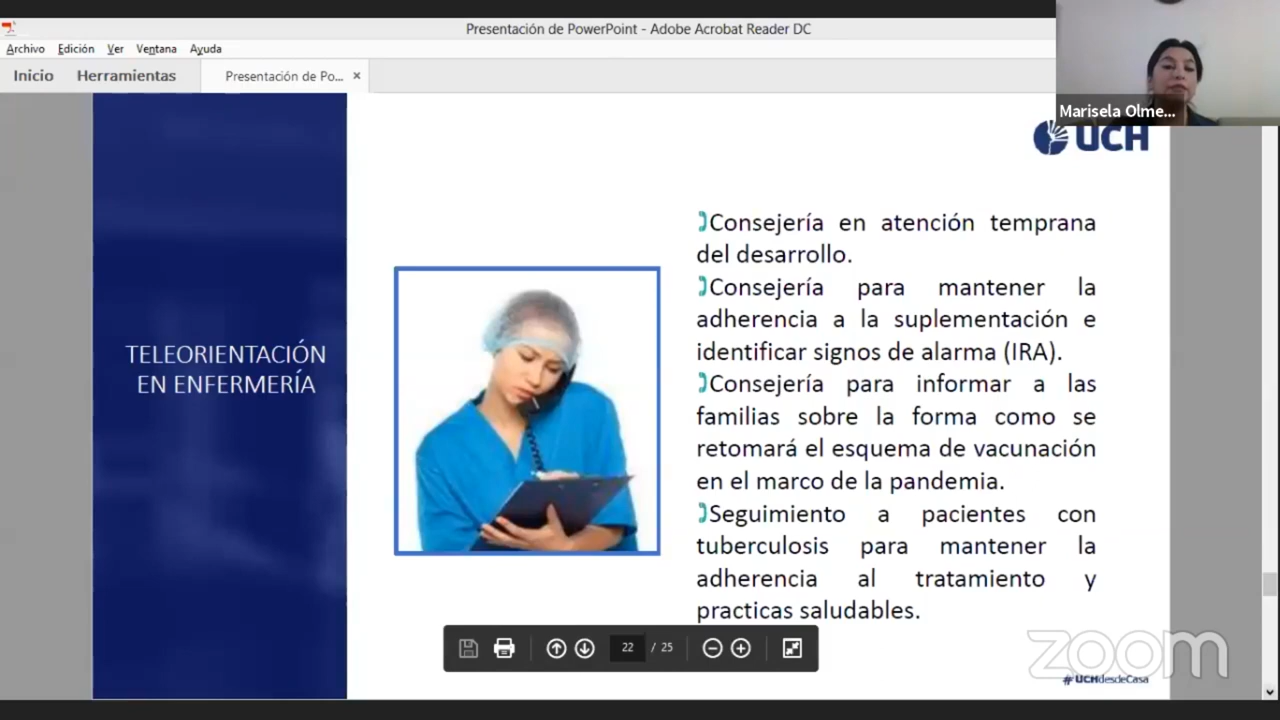 Presentación de PowerPoint - Adobe Acrobat Reader DC
Archivo Edición Ver Ventana Ayuda
Inicio Herramientas Presentación de Po... ×
Marisela Olme...
UCH
TELEORIENTACIÓN
EN ENFERMERÍA
Consejería en atención temprana
del desarrollo.
Consejería para mantener la
adherencia a la suplementación e
identificar signos de alarma (IRA).
Consejería para informar a las
familias sobre la forma como se
retomará el esquema de vacunación
en el marco de la pandemia.
Seguimiento a pacientes con
tuberculosis para mantener la
adherencia al tratamiento y
practicas saludables.
22 / 25
zoom
#UCHdesdeCasa